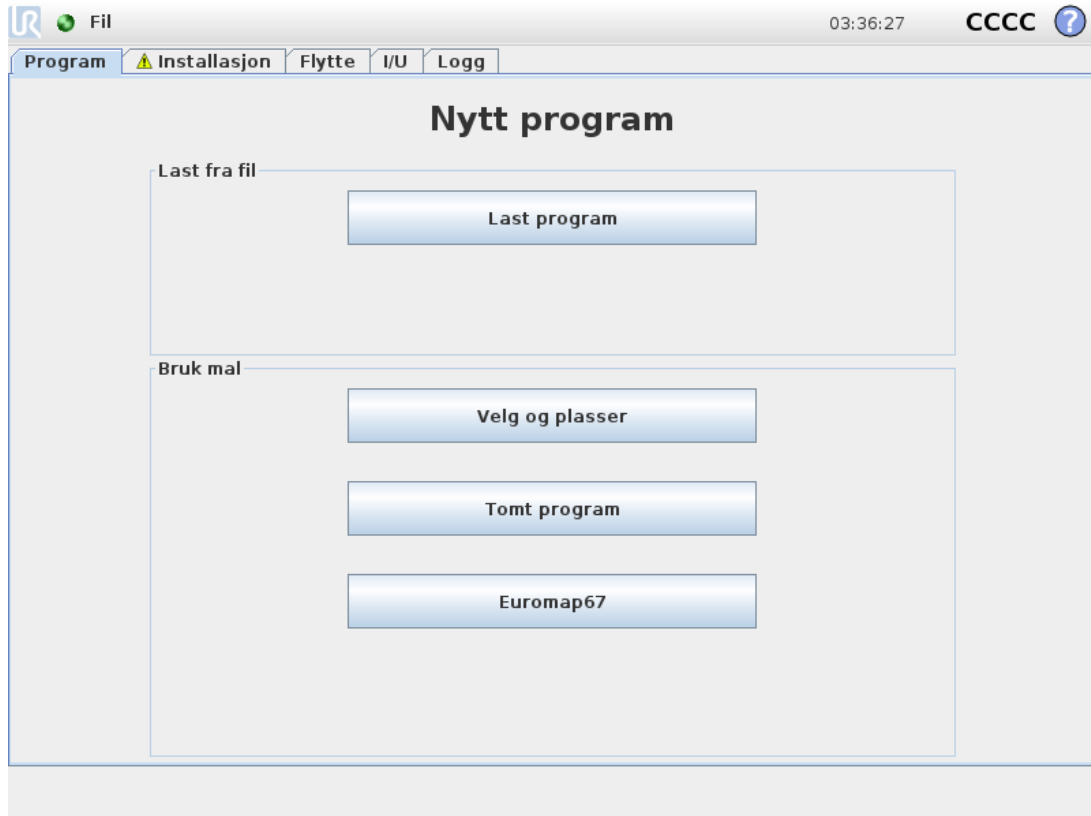 UR Fil 03:36:27 CCCC ?
Program Installasjon Flytte I/U Logg
Nytt program
Last fra fil
Last program
Bruk mal
Velg og plasser
Tomt program
Euromap67